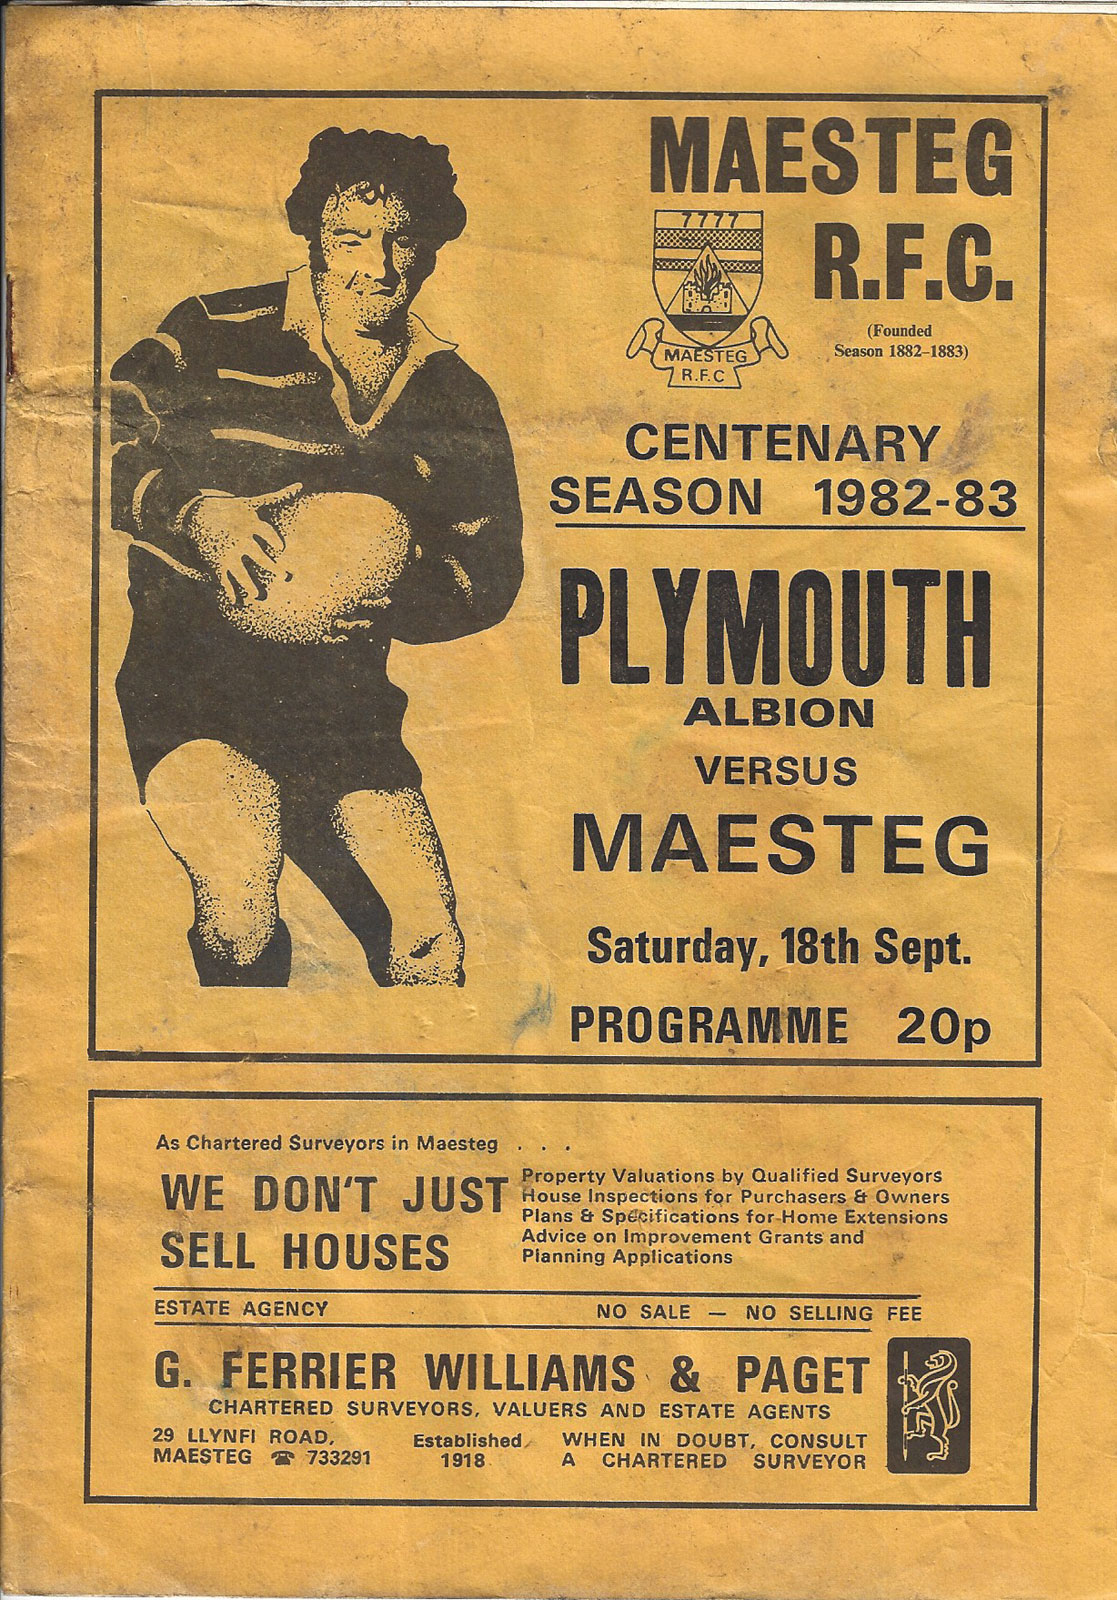 MAESTEG
R.F.C.
7777
MAESTEG
R.F.C
(Founded
Season 1882-1883)
CENTENARY
SEASON 1982-83
PLYMOUTH
ALBION
VERSUS
MAESTEG
Saturday, 18th Sept.
PROGRAMME 20p
As Chartered Surveyors in Maesteg . . .
WE DON'T JUST
SELL HOUSES
Property Valuations by Qualified Surveyors
House Inspections for Purchasers & Owners
Plans & Specifications for Home Extensions
Advice on Improvement Grants and
Planning Applications
ESTATE AGENCY NO SALE — NO SELLING FEE
G. FERRIER WILLIAMS & PAGET
CHARTERED SURVEYORS, VALUERS AND ESTATE AGENTS
29 LLYNFI ROAD,
MAESTEG ☎ 733291
Established
1918
WHEN IN DOUBT, CONSULT
A CHARTERED SURVEYOR